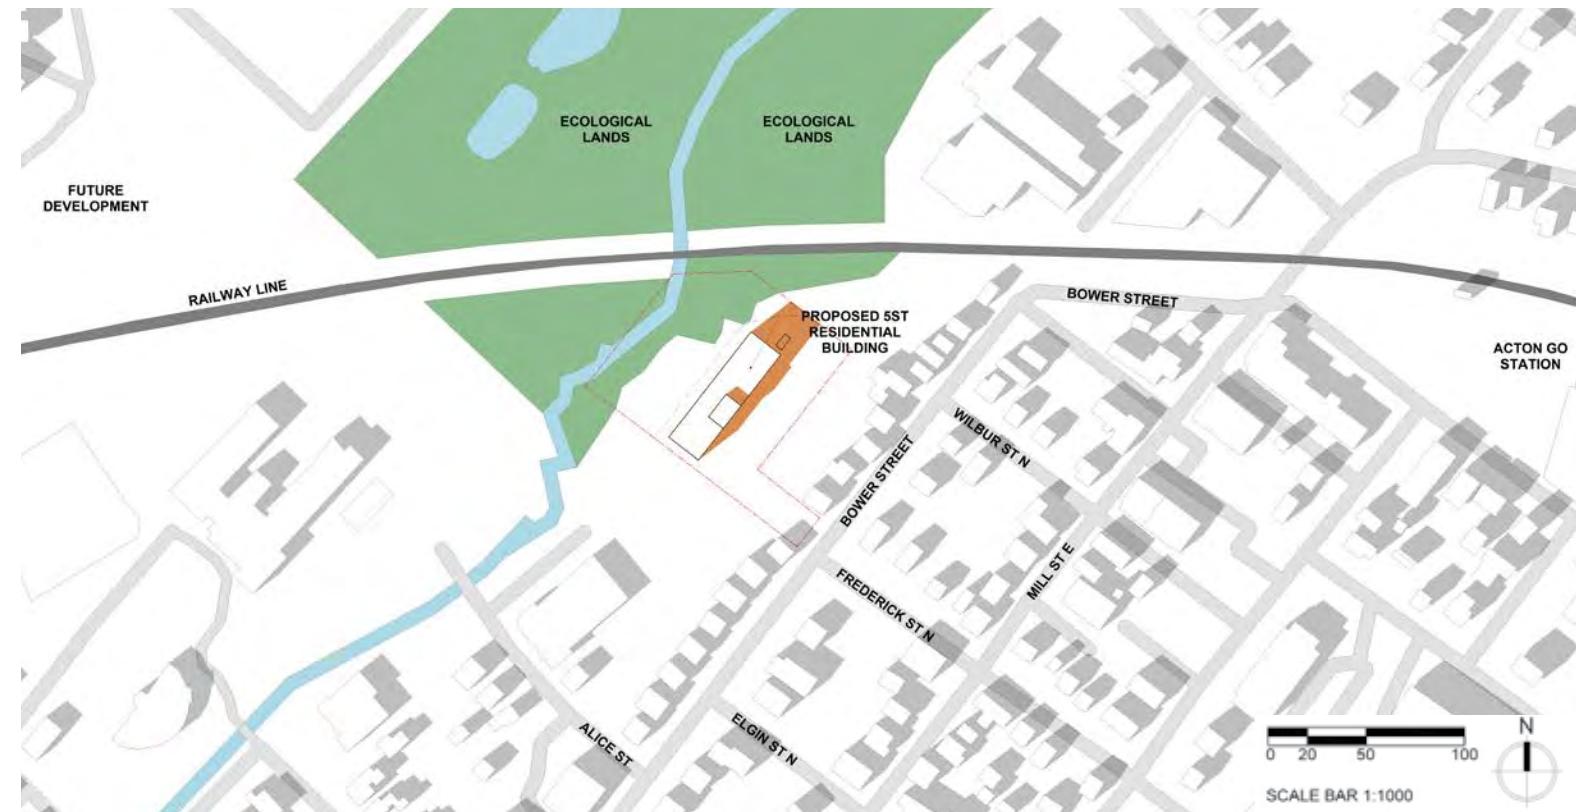 ECOLOGICAL
LANDS
ECOLOGICAL
LANDS
FUTURE
DEVELOPMENT
RAILWAY LINE
BOWER STREET
PROPOSED 5ST
RESIDENTIAL
BUILDING
ACTON GO
STATION
WILBUR ST N
BOWER STREET
MILL ST E
FREDERICK ST N
ALICE ST
ELGIN ST N
N
0 20 50 100
SCALE BAR 1:1000